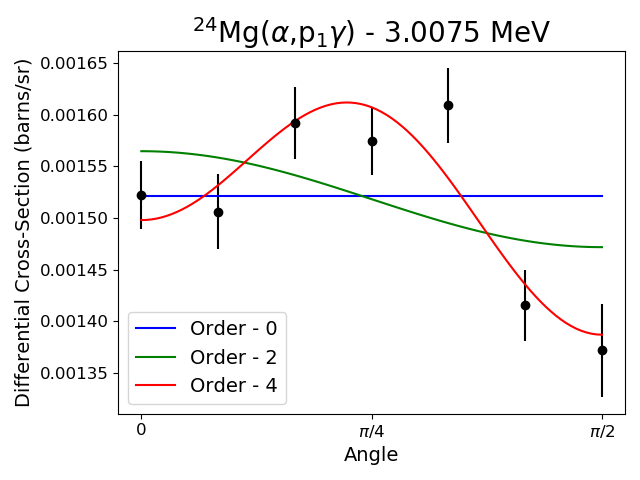 ²⁴Mg(α,p₁γ) - 3.0075 MeV
Differential Cross-Section (barns/sr)
0.00165
0.00160
0.00155
0.00150
0.00145
0.00140
0.00135
Order - 0
Order - 2
Order - 4
0 π/4 π/2
Angle